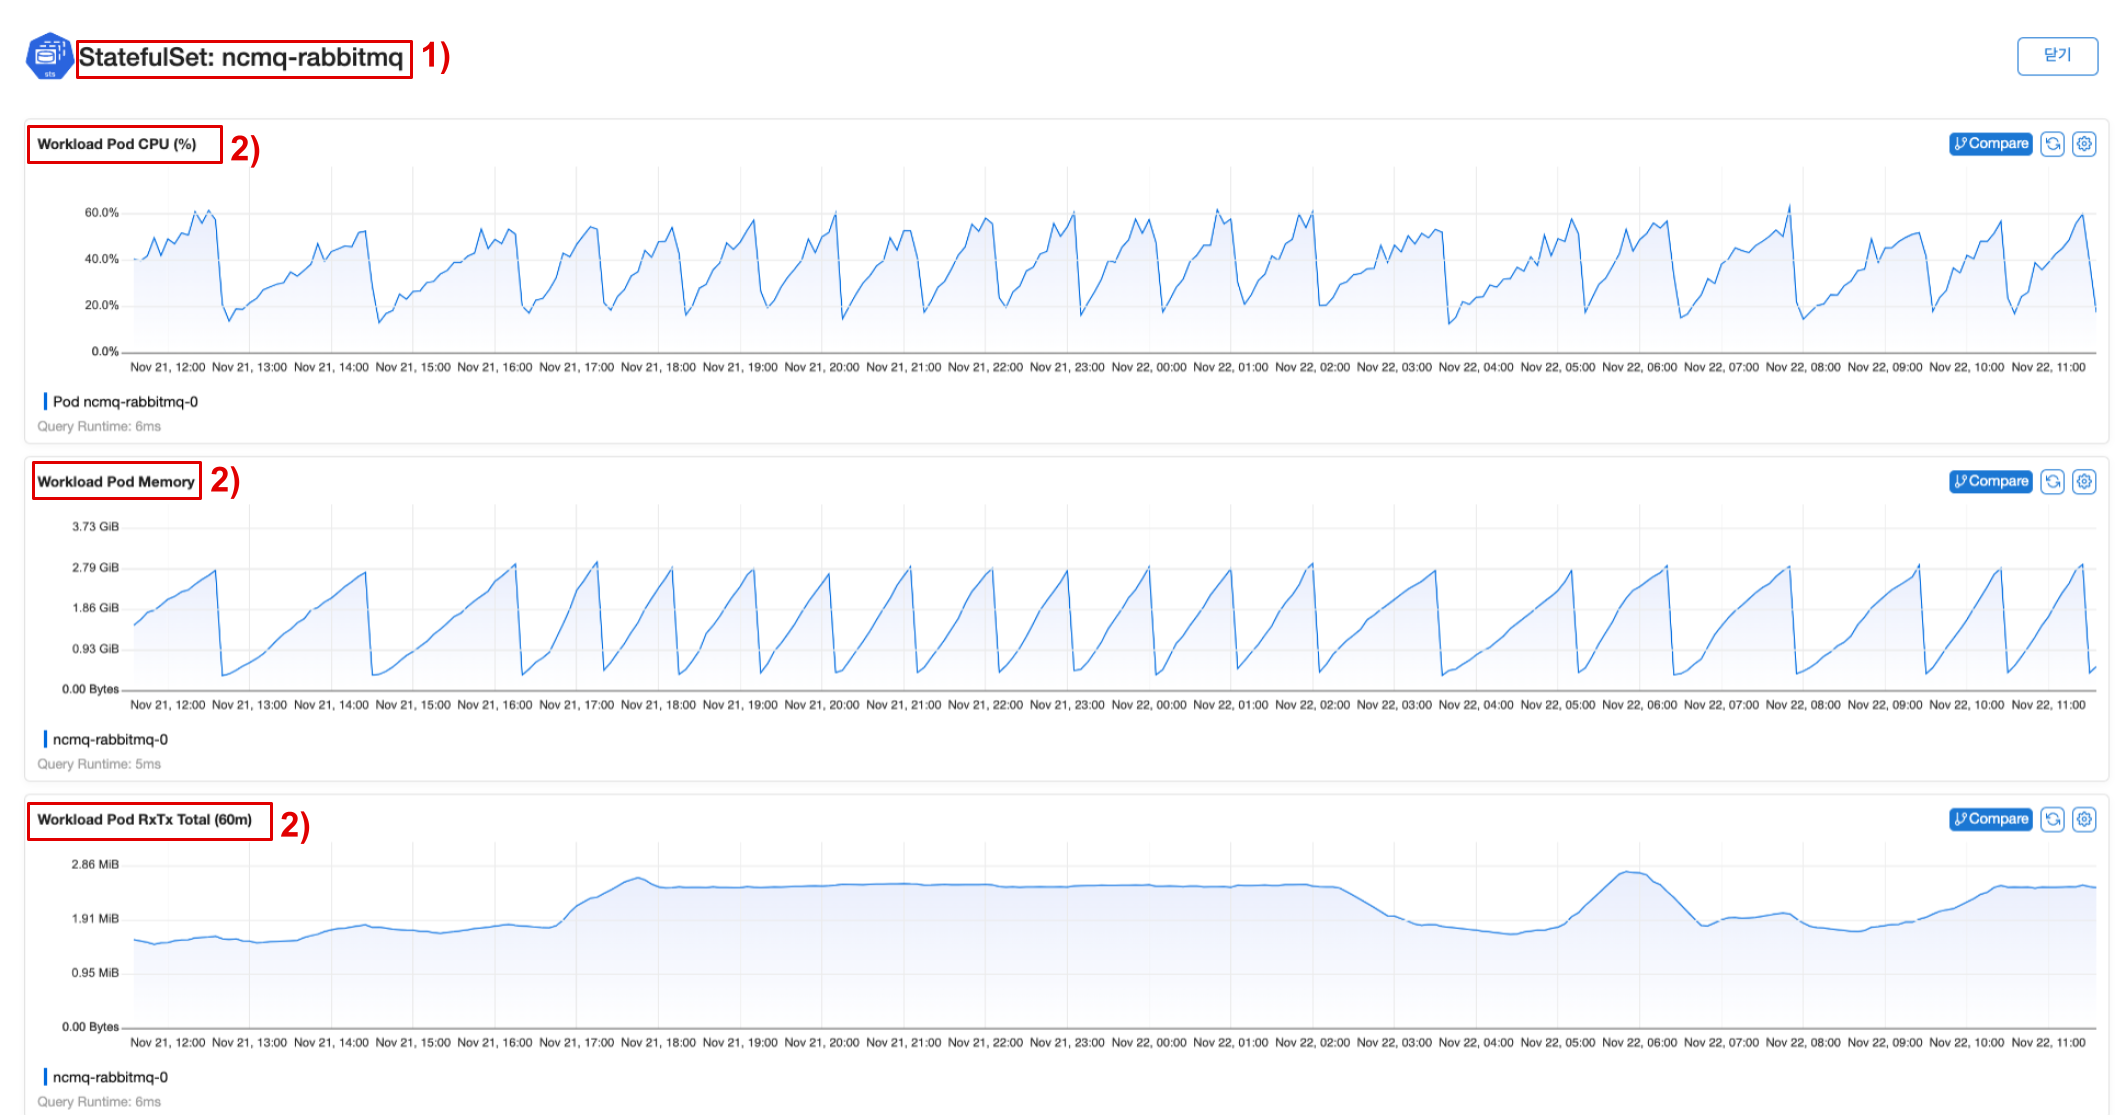 sts
StatefulSet: ncmq-rabbitmq 1)
닫기
Workload Pod CPU (%) 2)
Compare
60.0%
40.0%
20.0%
0.0%
Nov 21, 12:00 Nov 21, 13:00 Nov 21, 14:00 Nov 21, 15:00 Nov 21, 16:00 Nov 21, 17:00 Nov 21, 18:00 Nov 21, 19:00 Nov 21, 20:00 Nov 21, 21:00 Nov 21, 22:00 Nov 21, 23:00 Nov 22, 00:00 Nov 22, 01:00 Nov 22, 02:00 Nov 22, 03:00 Nov 22, 04:00 Nov 22, 05:00 Nov 22, 06:00 Nov 22, 07:00 Nov 22, 08:00 Nov 22, 09:00 Nov 22, 10:00 Nov 22, 11:00
Pod ncmq-rabbitmq-0
Query Runtime: 6ms
Workload Pod Memory 2)
Compare
3.73 GiB
2.79 GiB
1.86 GiB
0.93 GiB
0.00 Bytes
Nov 21, 12:00 Nov 21, 13:00 Nov 21, 14:00 Nov 21, 15:00 Nov 21, 16:00 Nov 21, 17:00 Nov 21, 18:00 Nov 21, 19:00 Nov 21, 20:00 Nov 21, 21:00 Nov 21, 22:00 Nov 21, 23:00 Nov 22, 00:00 Nov 22, 01:00 Nov 22, 02:00 Nov 22, 03:00 Nov 22, 04:00 Nov 22, 05:00 Nov 22, 06:00 Nov 22, 07:00 Nov 22, 08:00 Nov 22, 09:00 Nov 22, 10:00 Nov 22, 11:00
ncmq-rabbitmq-0
Query Runtime: 5ms
Workload Pod RxTx Total (60m) 2)
Compare
2.86 MiB
1.91 MiB
0.95 MiB
0.00 Bytes
Nov 21, 12:00 Nov 21, 13:00 Nov 21, 14:00 Nov 21, 15:00 Nov 21, 16:00 Nov 21, 17:00 Nov 21, 18:00 Nov 21, 19:00 Nov 21, 20:00 Nov 21, 21:00 Nov 21, 22:00 Nov 21, 23:00 Nov 22, 00:00 Nov 22, 01:00 Nov 22, 02:00 Nov 22, 03:00 Nov 22, 04:00 Nov 22, 05:00 Nov 22, 06:00 Nov 22, 07:00 Nov 22, 08:00 Nov 22, 09:00 Nov 22, 10:00 Nov 22, 11:00
ncmq-rabbitmq-0
Query Runtime: 6ms